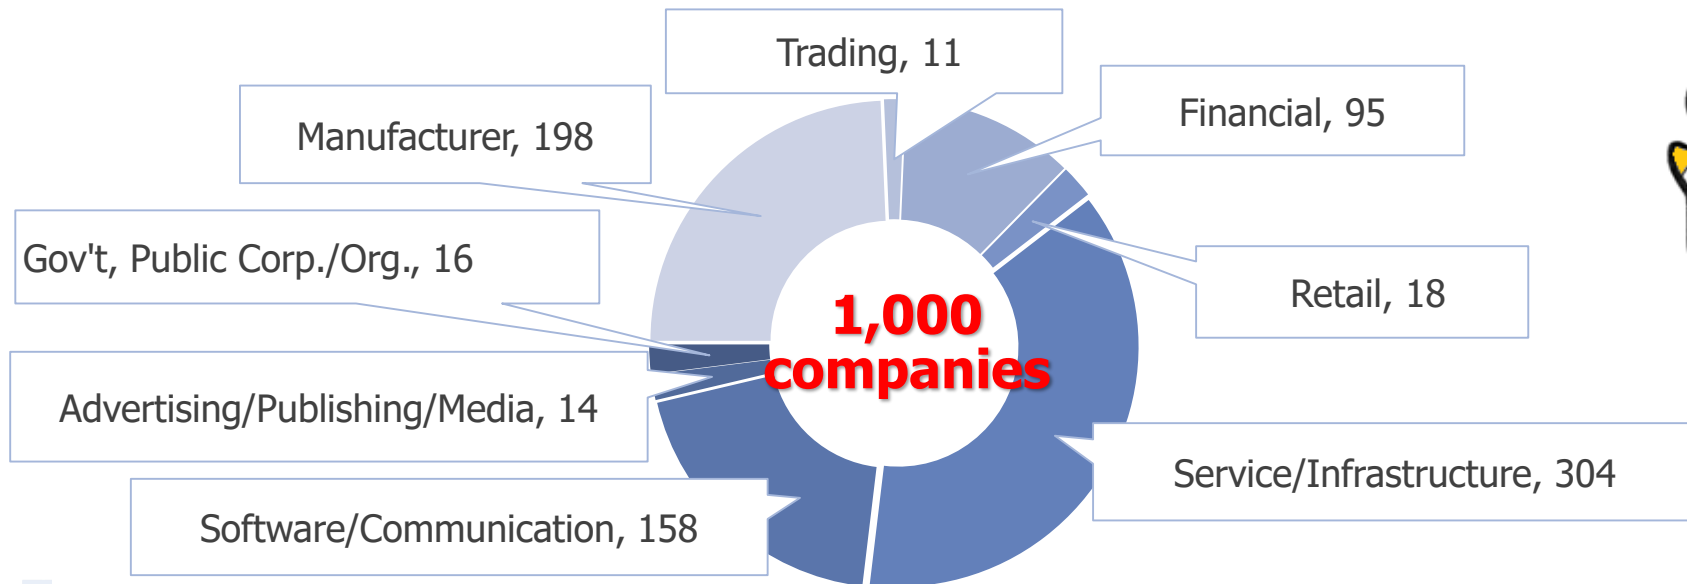 Trading, 11
Financial, 95
Manufacturer, 198
Gov't, Public Corp./Org., 16
Retail, 18
1,000
companies
Advertising/Publishing/Media, 14
Service/Infrastructure, 304
Software/Communication, 158